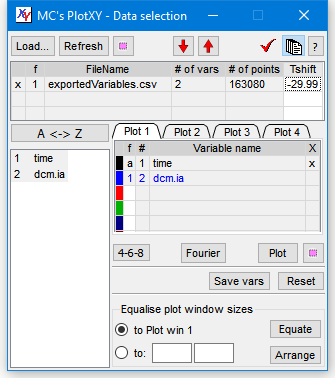 MC's PlotXY - Data selection
Load... Refresh ?
f FileName # of vars # of points Tshift
x 1 exportedVariables.csv 2 163080 -29.99
A <-> Z
Plot 1 Plot 2 Plot 3 Plot 4
1 time
2 dcm.ia
f # Variable name X
a 1 time x
1 2 dcm.ia
4-6-8 Fourier Plot
Save vars Reset
Equalise plot window sizes
to Plot win 1 Equate
to: Arrange